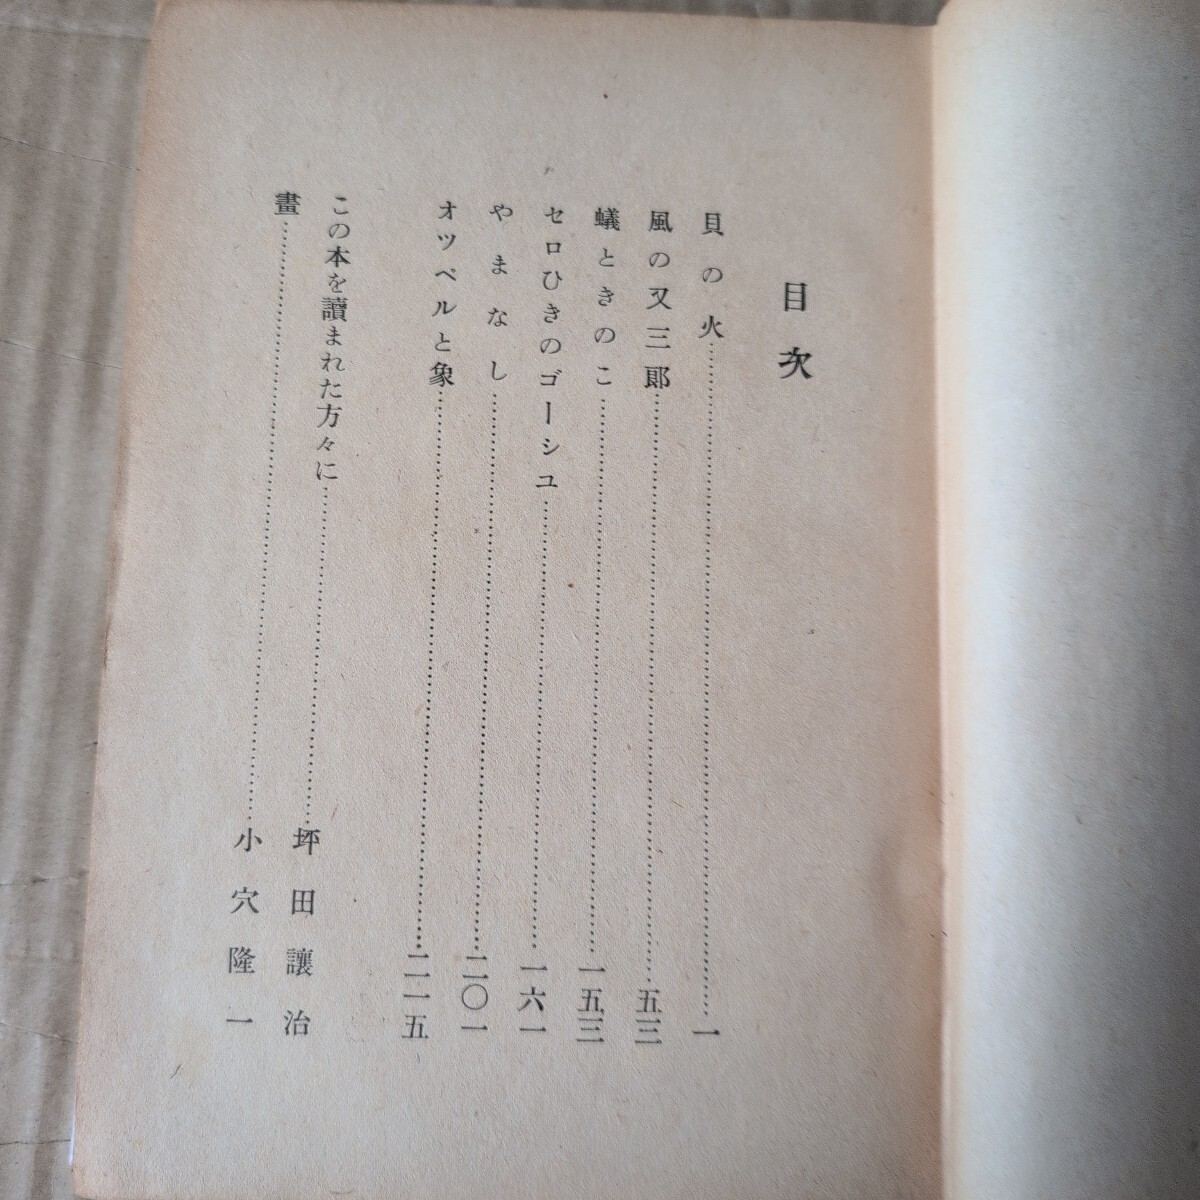 目次
貝の火……一
風の又三郞……五三
蟻ときのこ……一五三
セロひきのゴーシユ……一六一
やまなし……二〇一
オツペルと象……二一五
この本を讀まれた方々に……坪田讓治
畫……小穴隆一